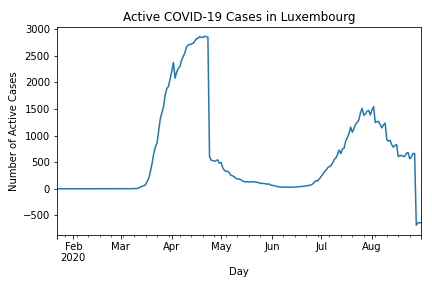 Active COVID-19 Cases in Luxembourg
Number of Active Cases
3000
2500
2000
1500
1000
500
0
−500
Feb
2020
Mar
Apr
May
Jun
Jul
Aug
Day